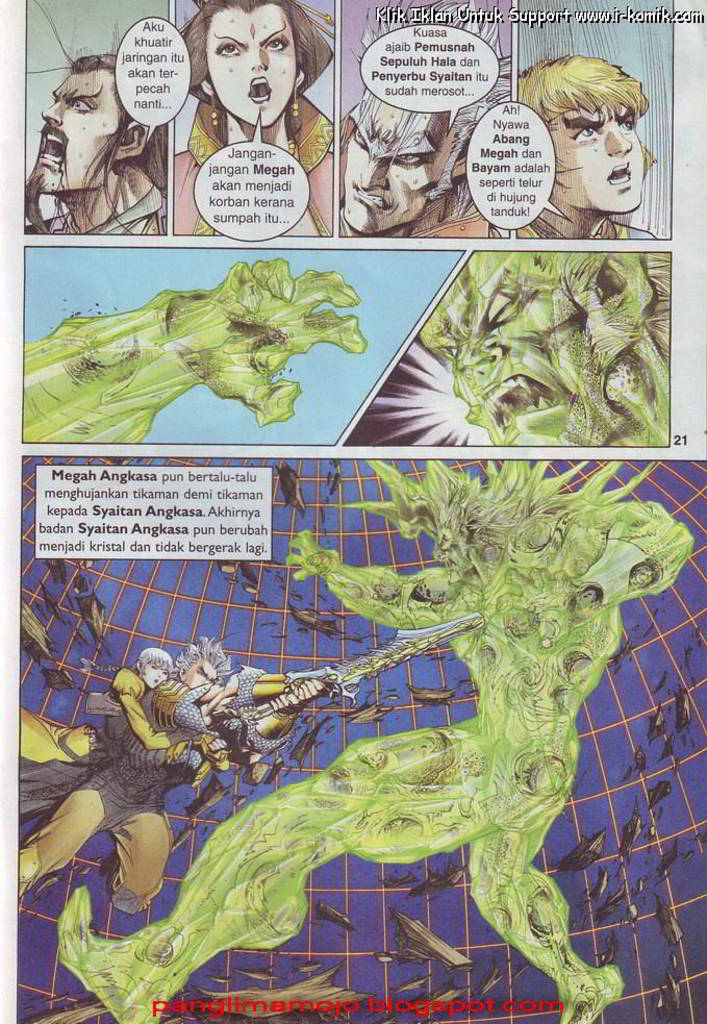 Klik Iklan Untuk Support www.i-komik.com
Aku
khuatir
jaringan itu
akan ter-
pecah
nanti...
Jangan-
jangan Megah
akan menjadi
korban kerana
sumpah itu...
Kuasa
ajaib Pemusnah
Sepuluh Hala dan
Penyerbu Syaitan itu
sudah merosot...
Ah!
Nyawa
Abang
Megah dan
Bayam adalah
seperti telur
di hujung
tanduk!
21
Megah Angkasa pun bertalu-talu
menghujankan tikaman demi tikaman
kepada Syaitan Angkasa. Akhirnya
badan Syaitan Angkasa pun berubah
menjadi kristal dan tidak bergerak lagi.
panglimamojo.blogspot.com